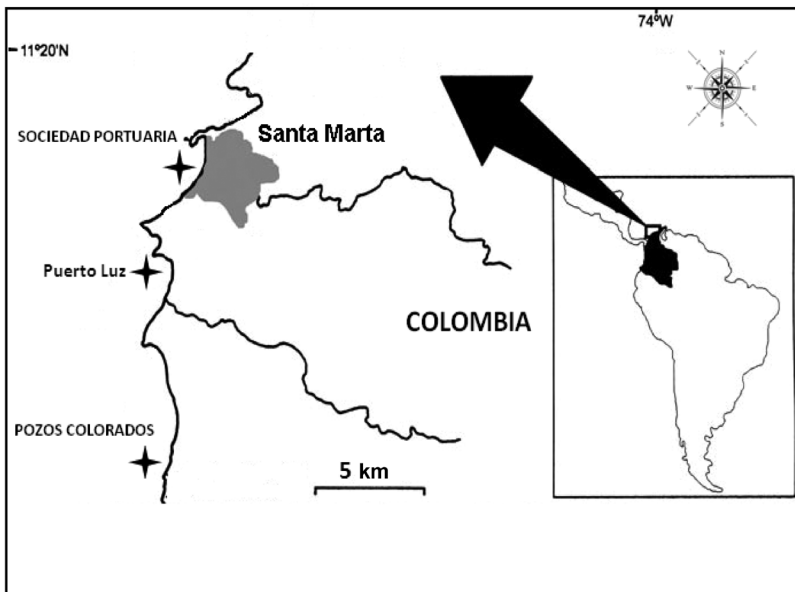 74°W
11°20'N
N
W
E
S
SOCIEDAD PORTUARIA
Santa Marta
Puerto Luz
COLOMBIA
POZOS COLORADOS
5 km